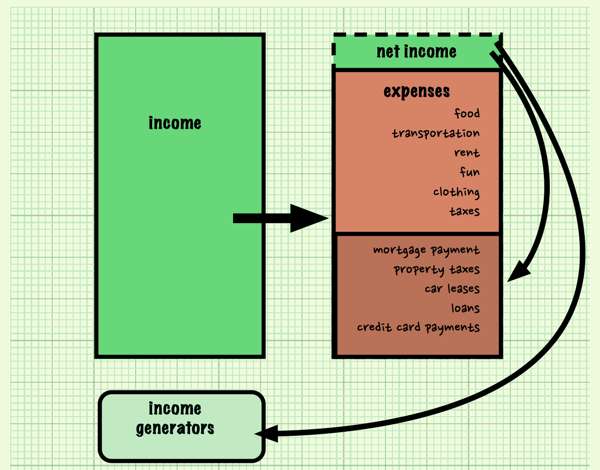 income
net income
expenses
food
transportation
rent
fun
clothing
taxes
mortgage payment
property taxes
car leases
loans
credit card payments
income
generators